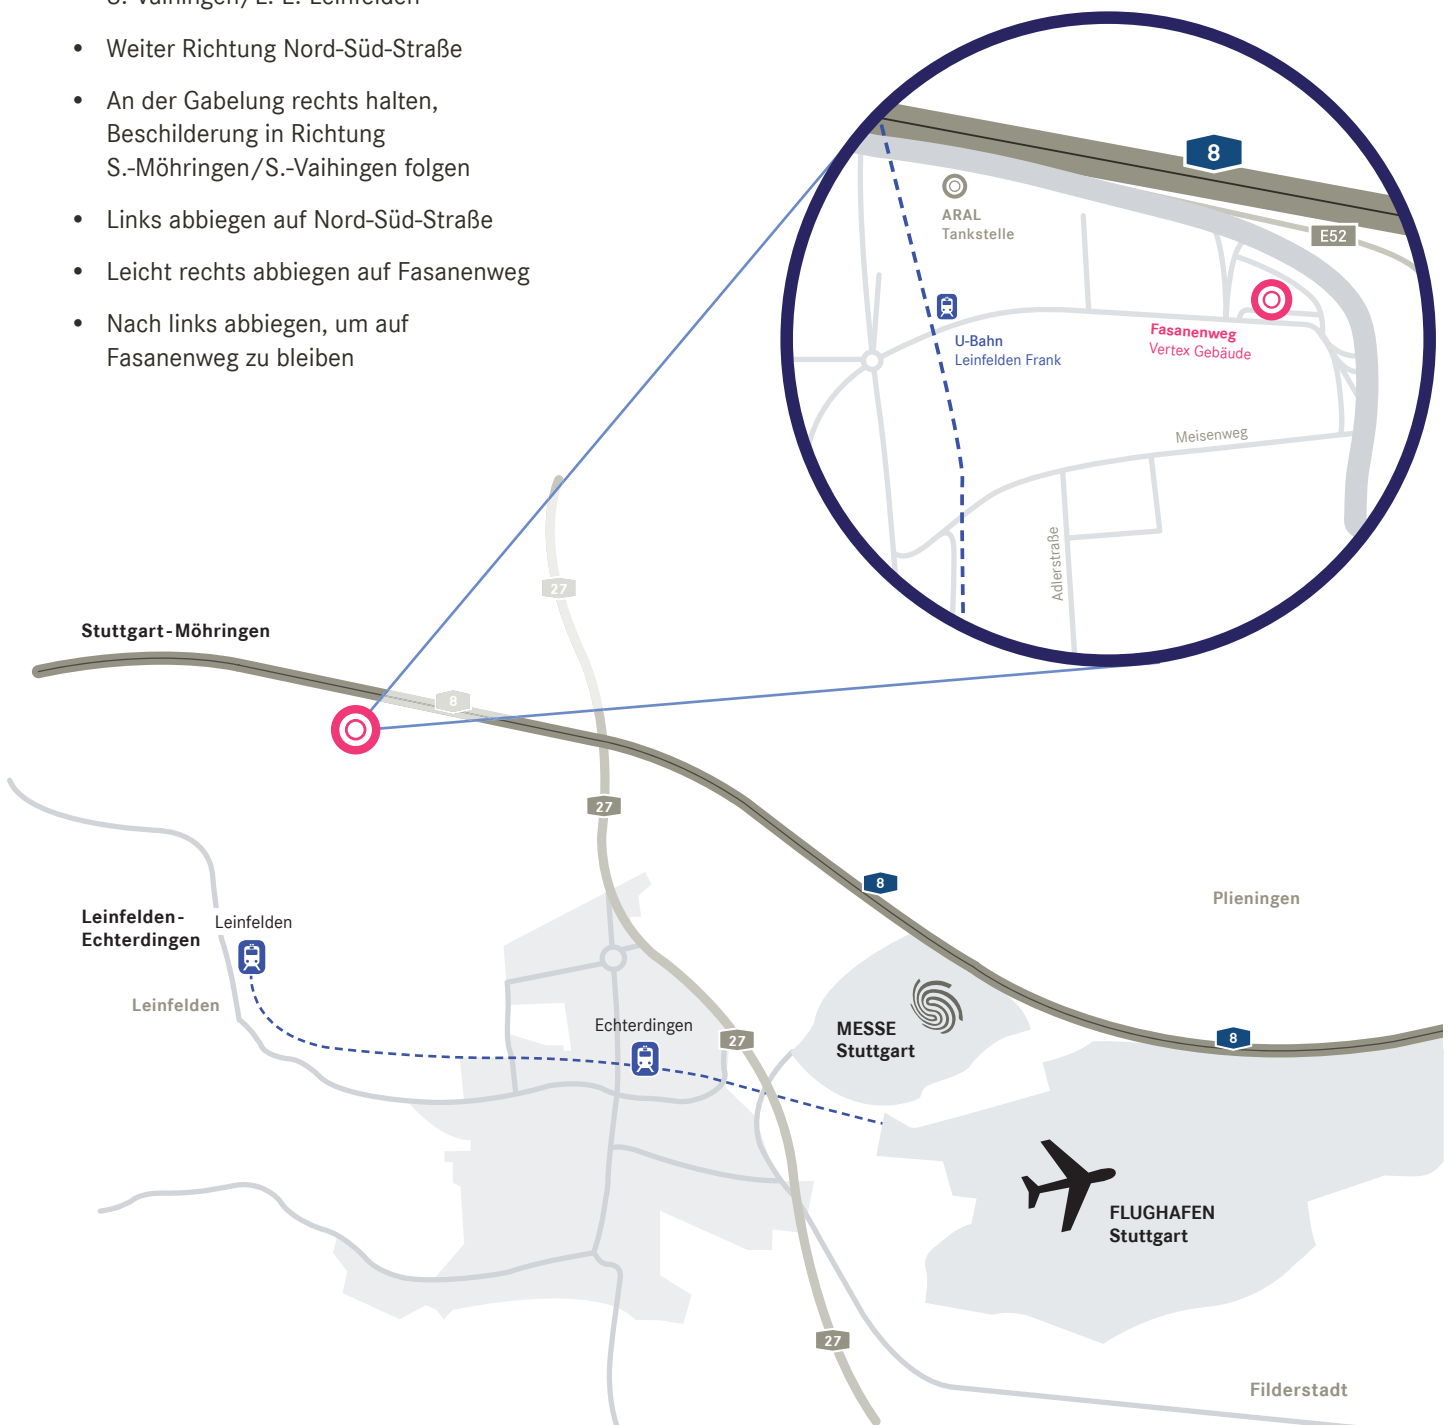 S.-Vaihingen/L.-E.-Leinfelden
• Weiter Richtung Nord-Süd-Straße
• An der Gabelung rechts halten,
Beschilderung in Richtung
S.-Möhringen/S.-Vaihingen folgen
• Links abbiegen auf Nord-Süd-Straße
• Leicht rechts abbiegen auf Fasanenweg
• Nach links abbiegen, um auf
Fasanenweg zu bleiben
8
ARAL
Tankstelle
E52
U-Bahn
Leinfelden Frank
Fasanenweg
Vertex Gebäude
Meisenweg
Adlerstraße
27
Stuttgart-Möhringen
8
27
8
Plieningen
Leinfelden-
Echterdingen
Leinfelden
Leinfelden
Echterdingen
27
MESSE
Stuttgart
8
FLUGHAFEN
Stuttgart
27
Filderstadt